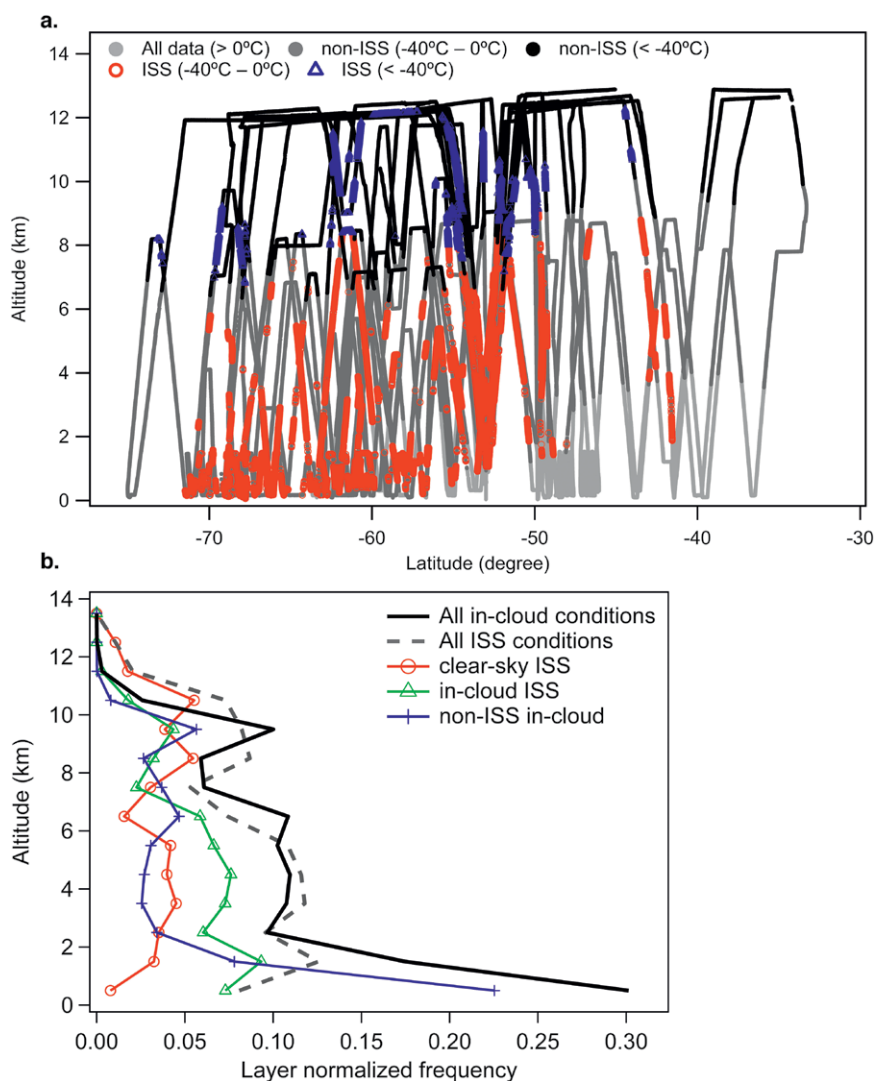 a.
All data (> 0ºC) non-ISS (-40ºC – 0ºC) non-ISS (< -40ºC)
ISS (-40ºC – 0ºC) ISS (< -40ºC)
14
12
10
8
6
4
2
0
Altitude (km)
-70 -60 -50 -40 -30
Latitude (degree)
b.
All in-cloud conditions
All ISS conditions
clear-sky ISS
in-cloud ISS
non-ISS in-cloud
14
12
10
8
6
4
2
0
Altitude (km)
0.00 0.05 0.10 0.15 0.20 0.25 0.30
Layer normalized frequency